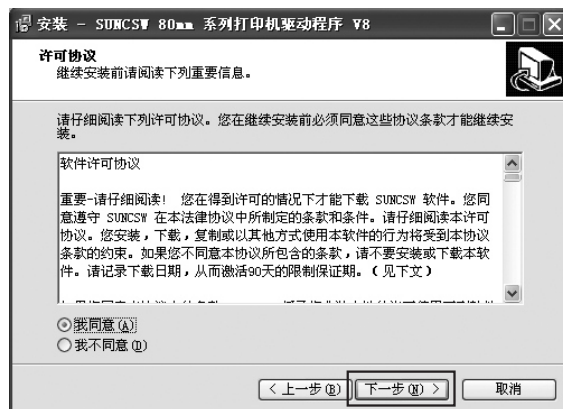 安装 - SUNCSW 80mm 系列打印机驱动程序 V8
许可协议
继续安装前请阅读下列重要信息。
请仔细阅读下列许可协议。您在继续安装前必须同意这些协议条款才能继续安
装。
软件许可协议
重要-请仔细阅读! 您在得到许可的情况下才能下载 SUNCSW 软件。您同
意遵守 SUNCSW 在本法律协议中所制定的条款和条件。请仔细阅读本许可
协议。您安装,下载,复制或以其他方式使用本软件的行为将受到本协议
条款的约束。如果您不同意本协议所包含的条款,请不要安装或下载本软
件。请记录下载日期,从而激活90天的限制保证期。(见下文)
我同意(A)
我不同意(D)
< 上一步(B)
下一步(N) >
取消